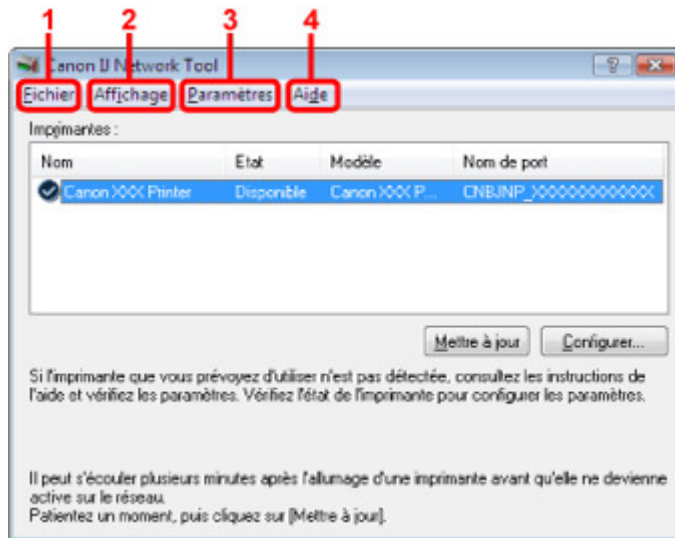 1 2 3 4
Canon IJ Network Tool
Fichier Affichage Paramètres Aide
Imprimantes :
Nom Etat Modèle Nom de port
Canon XXX Printer Disponible Canon XXX P... CNBJNP_XXXXXXXXXXXX
Mettre à jour Configurer...
Si l'imprimante que vous prévoyez d'utiliser n'est pas détectée, consultez les instructions de
l'aide et vérifiez les paramètres. Vérifiez l'état de l'imprimante pour configurer les paramètres.
Il peut s'écouler plusieurs minutes après l'allumage d'une imprimante avant qu'elle ne devienne
active sur le réseau.
Patientez un moment, puis cliquez sur [Mettre à jour].